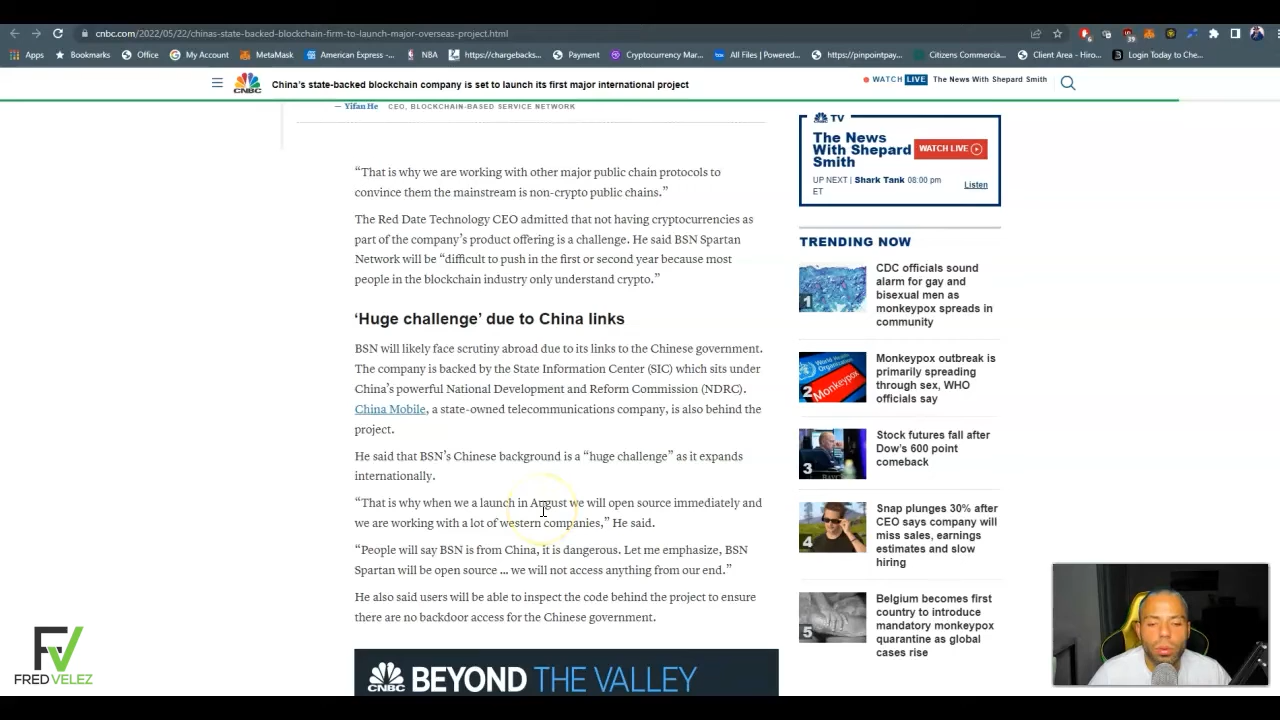 cnbc.com/2022/05/22/chinas-state-backed-blockchain-firm-to-launch-major-overseas-project.html
Apps Bookmarks Office My Account MetaMask American Express -... NBA https://chargebacks... Payment Cryptocurrency Mar... All Files | Powered... https://pinpointpay... Citizens Commercia... Client Area - Hiro... Login Today to Che...
CNBC China's state-backed blockchain company is set to launch its first major international project WATCH LIVE The News With Shepard Smith
— Yifan He CEO, BLOCKCHAIN-BASED SERVICE NETWORK
“That is why we are working with other major public chain protocols to
convince them the mainstream is non-crypto public chains.”
The Red Date Technology CEO admitted that not having cryptocurrencies as
part of the company’s product offering is a challenge. He said BSN Spartan
Network will be “difficult to push in the first or second year because most
people in the blockchain industry only understand crypto.”
‘Huge challenge’ due to China links
BSN will likely face scrutiny abroad due to its links to the Chinese government.
The company is backed by the State Information Center (SIC) which sits under
China’s powerful National Development and Reform Commission (NDRC).
China Mobile, a state-owned telecommunications company, is also behind the
project.
He said that BSN’s Chinese background is a “huge challenge” as it expands
internationally.
“That is why when we a launch in August we will open source immediately and
we are working with a lot of western companies,” He said.
“People will say BSN is from China, it is dangerous. Let me emphasize, BSN
Spartan will be open source ... we will not access anything from our end.”
He also said users will be able to inspect the code behind the project to ensure
there are no backdoor access for the Chinese government.
CNBC BEYOND THE VALLEY
TV
The News
With Shepard
Smith
WATCH LIVE
UP NEXT | Shark Tank 08:00 pm
ET
Listen
TRENDING NOW
1
CDC officials sound
alarm for gay and
bisexual men as
monkeypox spreads in
community
2
Monkeypox outbreak is
primarily spreading
through sex, WHO
officials say
3
Stock futures fall after
Dow’s 600 point
comeback
4
Snap plunges 30% after
CEO says company will
miss sales, earnings
estimates and slow
hiring
5
Belgium becomes first
country to introduce
mandatory monkeypox
quarantine as global
cases rise
FV
FRED VELEZ